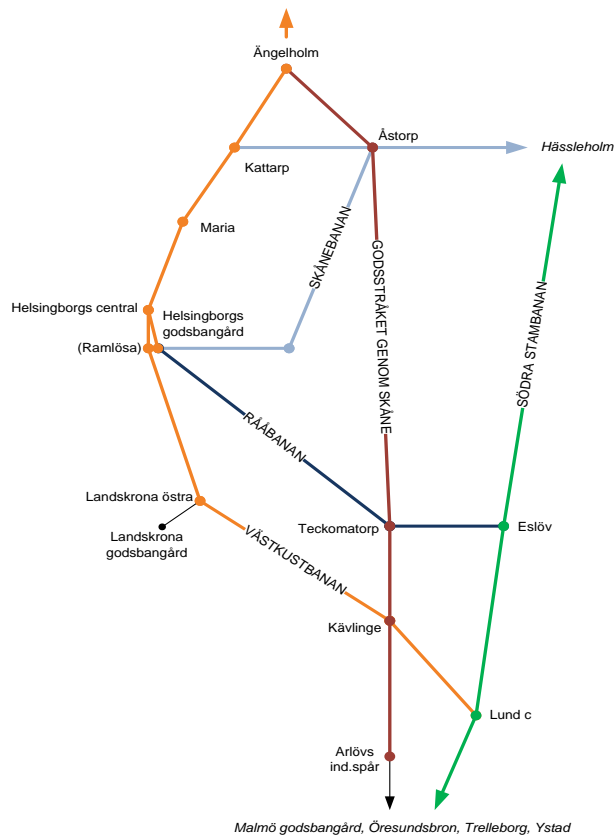 Ängelholm
Åstorp
Hässleholm
Kattarp
Maria
SKÅNEBANAN
GODSSTRÅKET GENOM SKÅNE
SÖDRA STAMBANAN
Helsingborgs central
Helsingborgs
godsbangård
(Ramlösa)
RÅÅBANAN
Landskrona östra
Landskrona
godsbangård
VÄSTKUSTBANAN
Teckomatorp
Eslöv
Kävlinge
Lund c
Arlövs
ind.spår
Malmö godsbangård, Öresundsbron, Trelleborg, Ystad